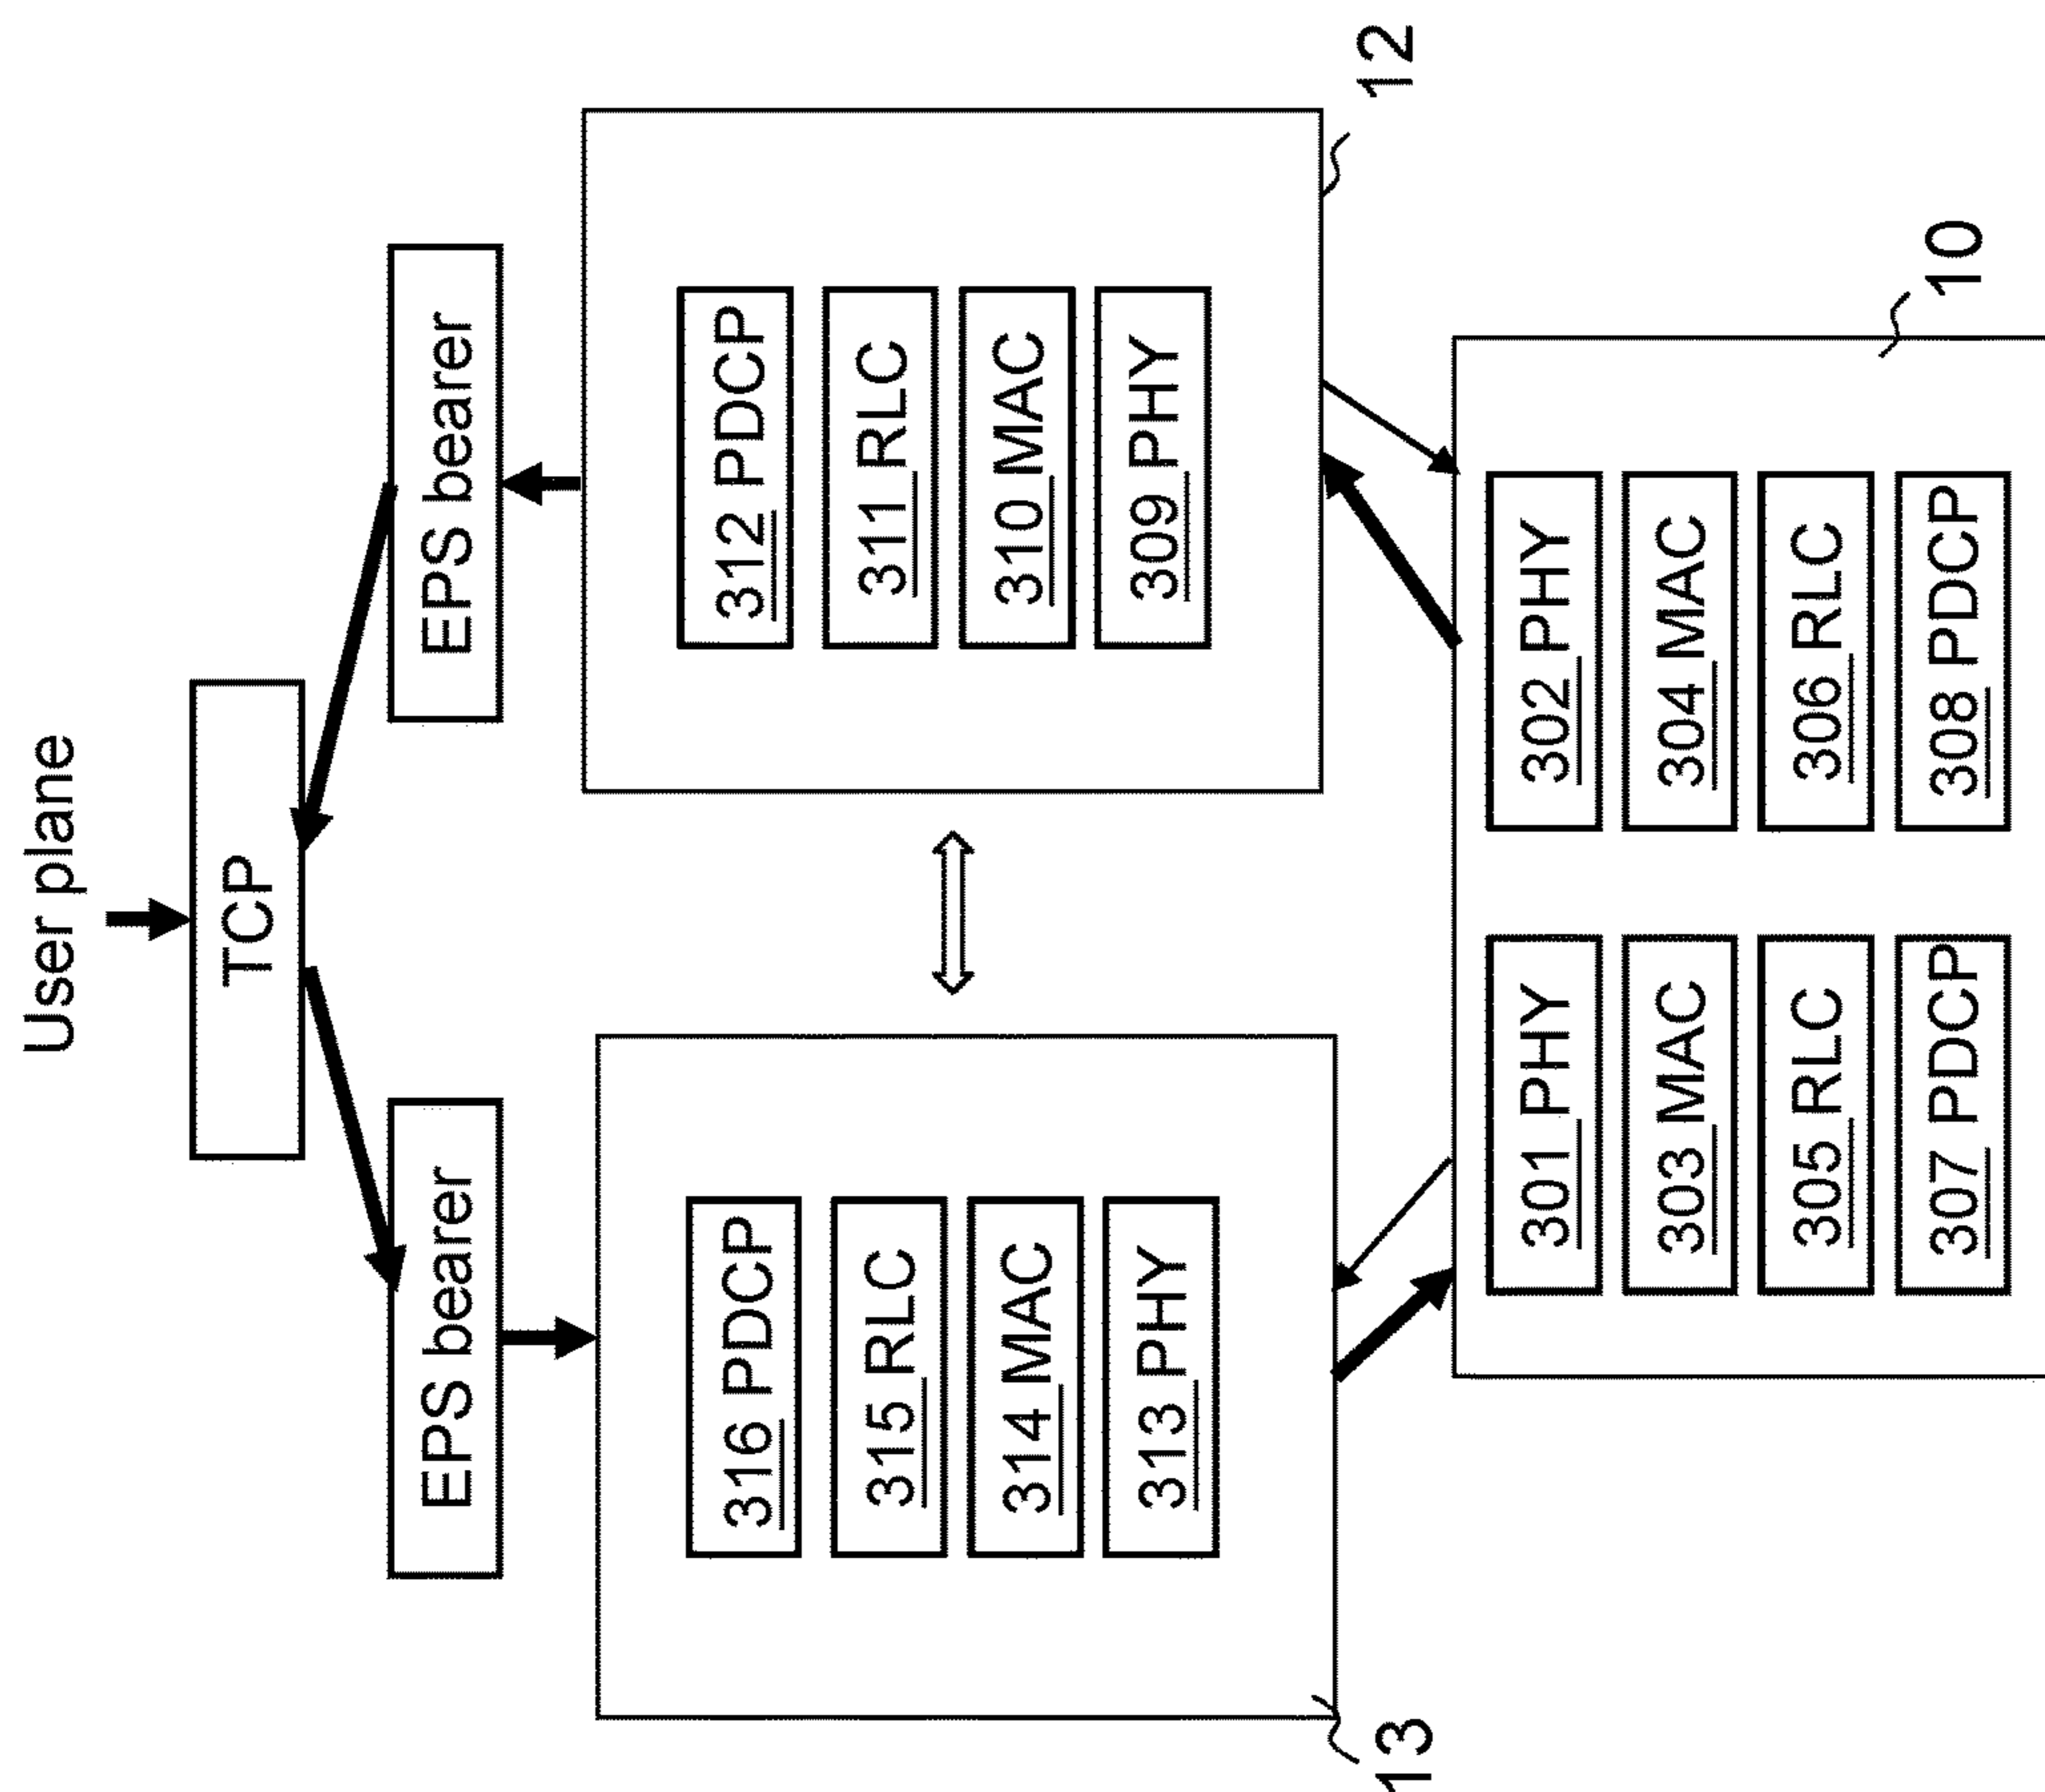 User plane
TCP
EPS bearer
EPS bearer
316 PDCP
315 RLC
314 MAC
313 PHY
13
312 PDCP
311 RLC
310 MAC
309 PHY
12
301 PHY
303 MAC
305 RLC
307 PDCP
302 PHY
304 MAC
306 RLC
308 PDCP
10